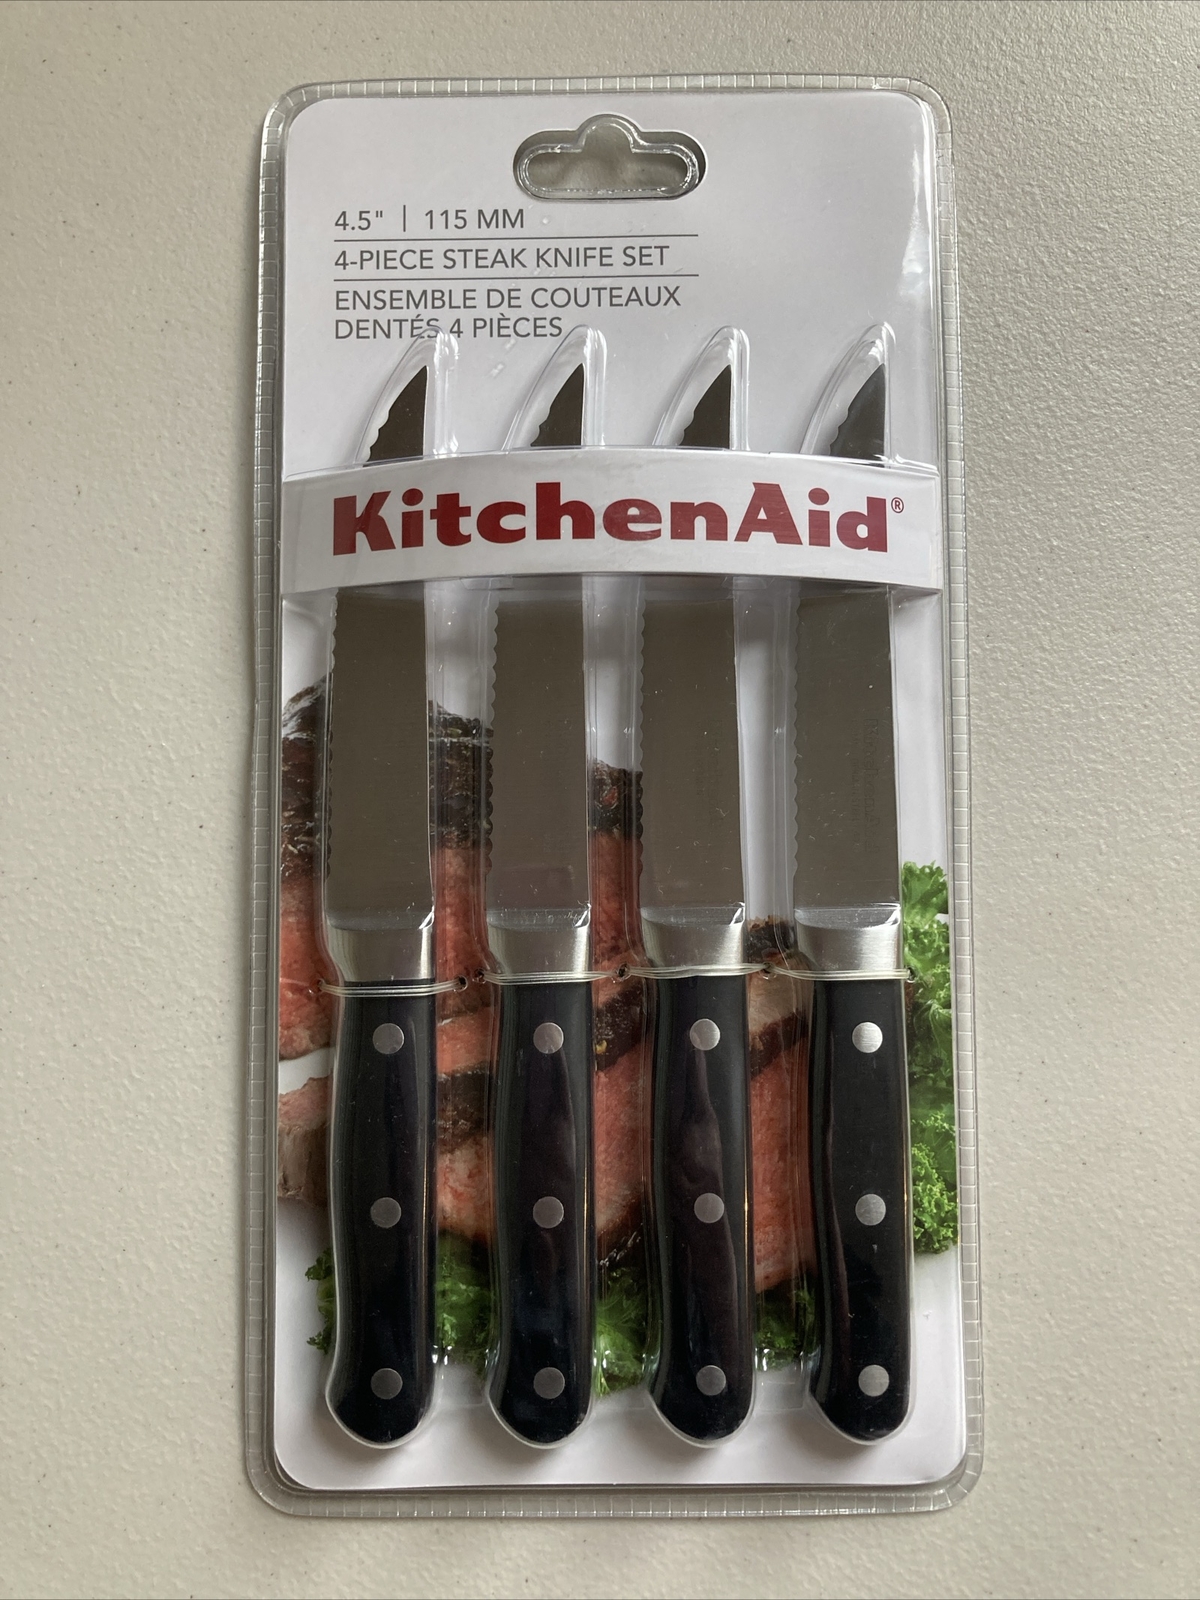 4.5" | 115 MM
4-PIECE STEAK KNIFE SET
ENSEMBLE DE COUTEAUX
DENTÉS 4 PIÈCES
KitchenAid®